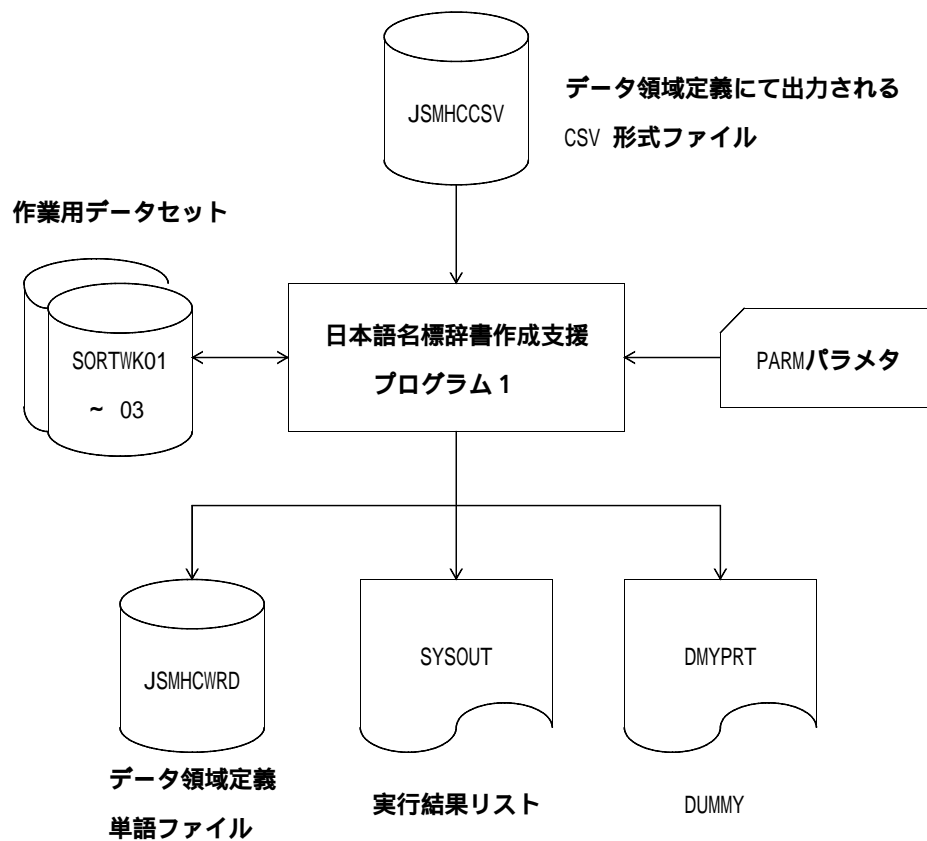 JSMHCCSV
データ領域定義にて出力される
CSV 形式ファイル
作業用データセット
SORTWK01
~ 03
日本語名標辞書作成支援
プログラム1
PARMパラメタ
JSMHCWRD
SYSOUT
DMYPRT
データ領域定義
単語ファイル
実行結果リスト
DUMMY